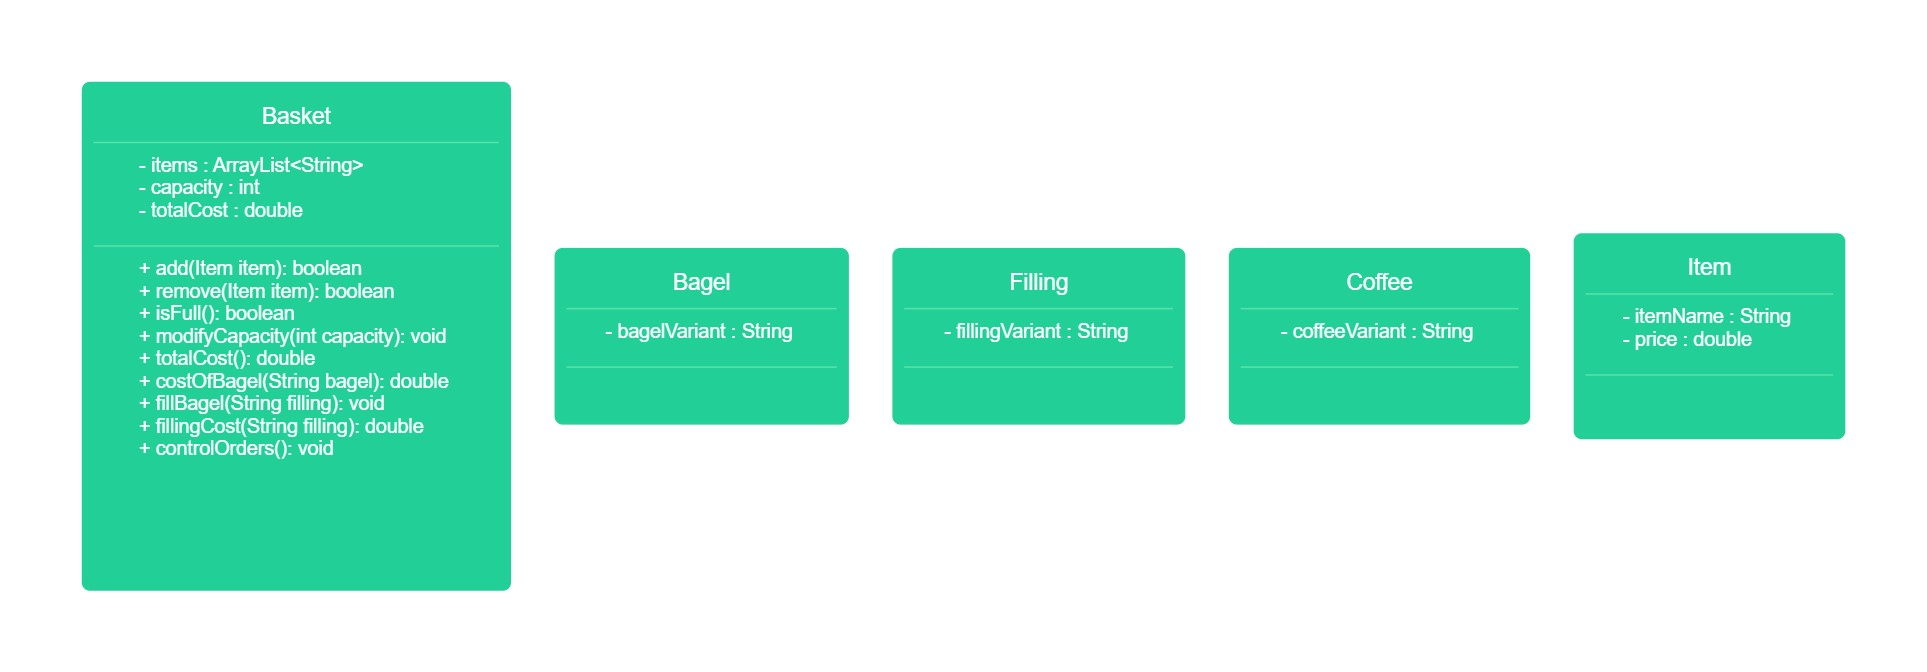 Basket
- items : ArrayList<String>
- capacity : int
- totalCost : double
+ add(Item item): boolean
+ remove(Item item): boolean
+ isFull(): boolean
+ modifyCapacity(int capacity): void
+ totalCost(): double
+ costOfBagel(String bagel): double
+ fillBagel(String filling): void
+ fillingCost(String filling): double
+ controlOrders(): void
Bagel
- bagelVariant : String
Filling
- fillingVariant : String
Coffee
- coffeeVariant : String
Item
- itemName : String
- price : double